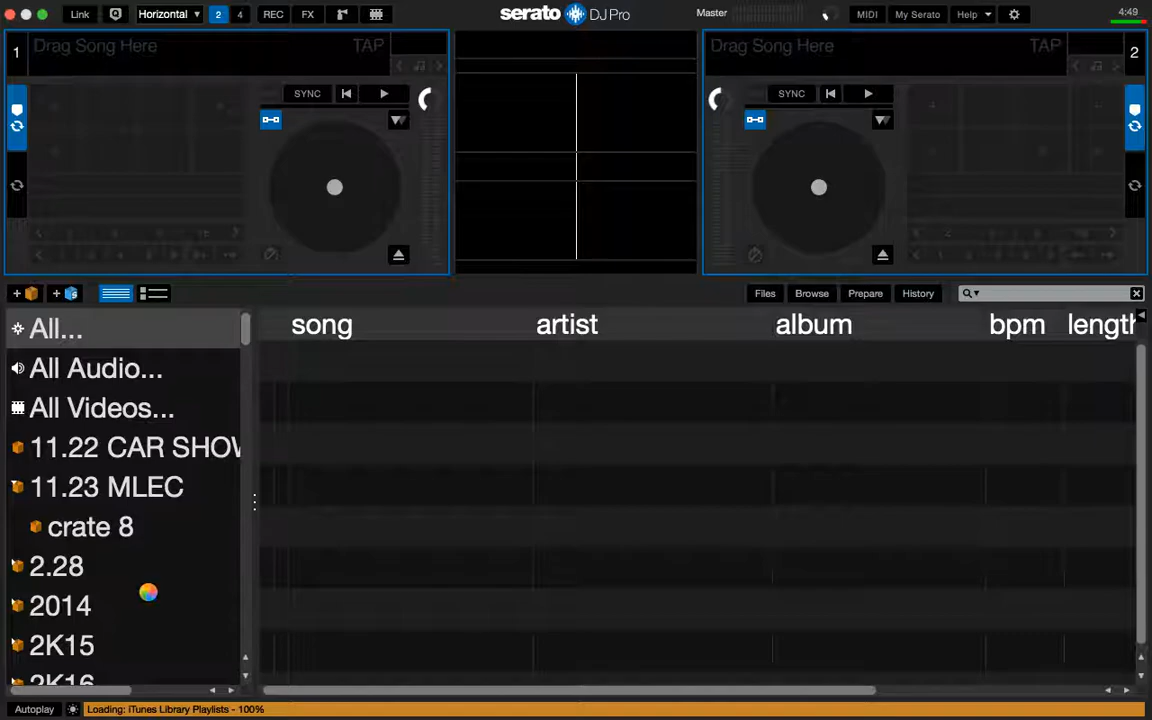 Link
Horizontal
2 4
REC
FX
serato DJ Pro
Master
MIDI
My Serato
Help
4:49
1
Drag Song Here
TAP
SYNC
Drag Song Here
TAP
2
SYNC
Files
Browse
Prepare
History
All...
All Audio...
All Videos...
11.22 CAR SHOW
11.23 MLEC
crate 8
2.28
2014
2K15
2K16
song
artist
album
bpm
length
Autoplay
Loading: iTunes Library Playlists - 100%